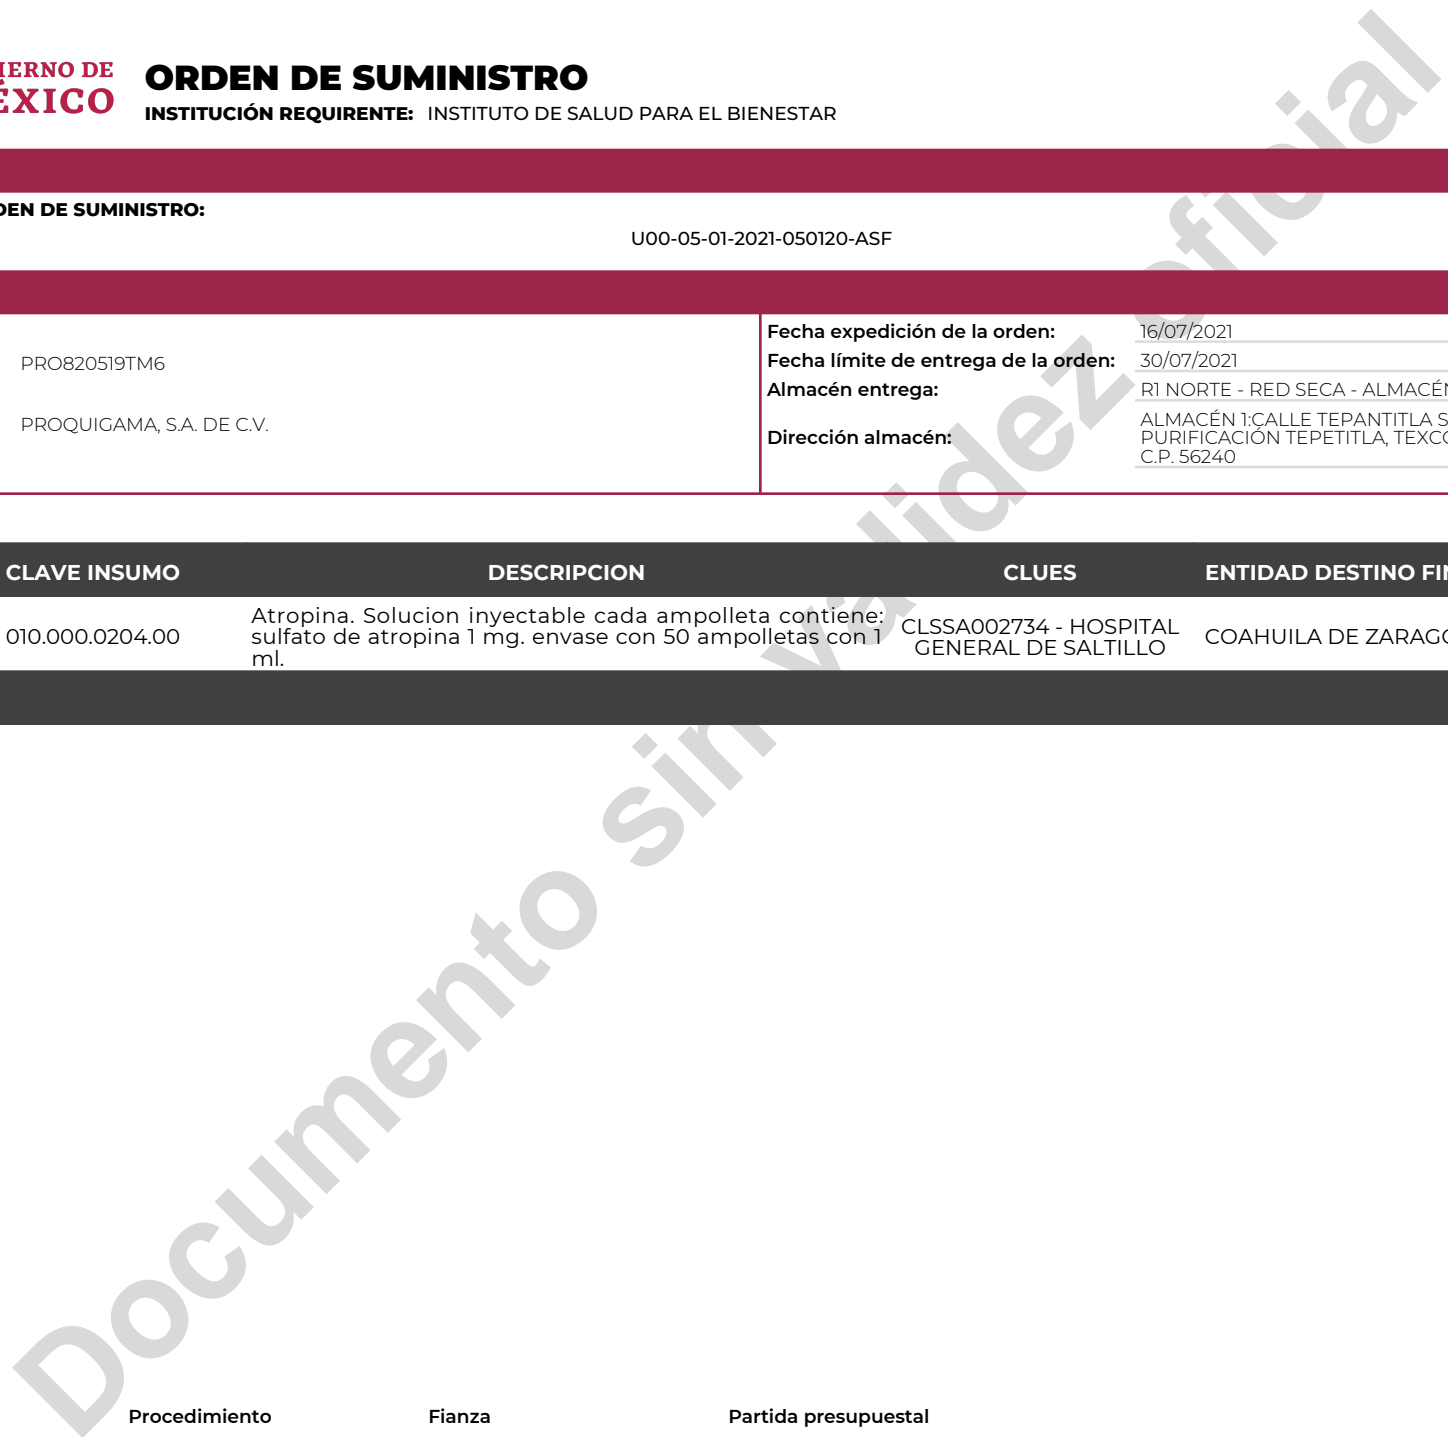 IERNO DE
ÉXICO
ORDEN DE SUMINISTRO
INSTITUCIÓN REQUIRENTE: INSTITUTO DE SALUD PARA EL BIENESTAR
DEN DE SUMINISTRO:
U00-05-01-2021-050120-ASF
PRO820519TM6
PROQUIGAMA, S.A. DE C.V.
Fecha expedición de la orden: 16/07/2021
Fecha límite de entrega de la orden: 30/07/2021
Almacén entrega: R1 NORTE - RED SECA - ALMACÉN
Dirección almacén:
ALMACÉN 1:CALLE TEPANTITLA S
PURIFICACIÓN TEPETITLA, TEXCO
C.P. 56240
CLAVE INSUMO DESCRIPCION CLUES ENTIDAD DESTINO FIN
010.000.0204.00
Atropina. Solucion inyectable cada ampolleta contiene:
sulfato de atropina 1 mg. envase con 50 ampolletas con 1
ml.
CLSSA002734 - HOSPITAL
GENERAL DE SALTILLO
COAHUILA DE ZARAGO
Documento sin validez oficial
Procedimiento Fianza Partida presupuestal